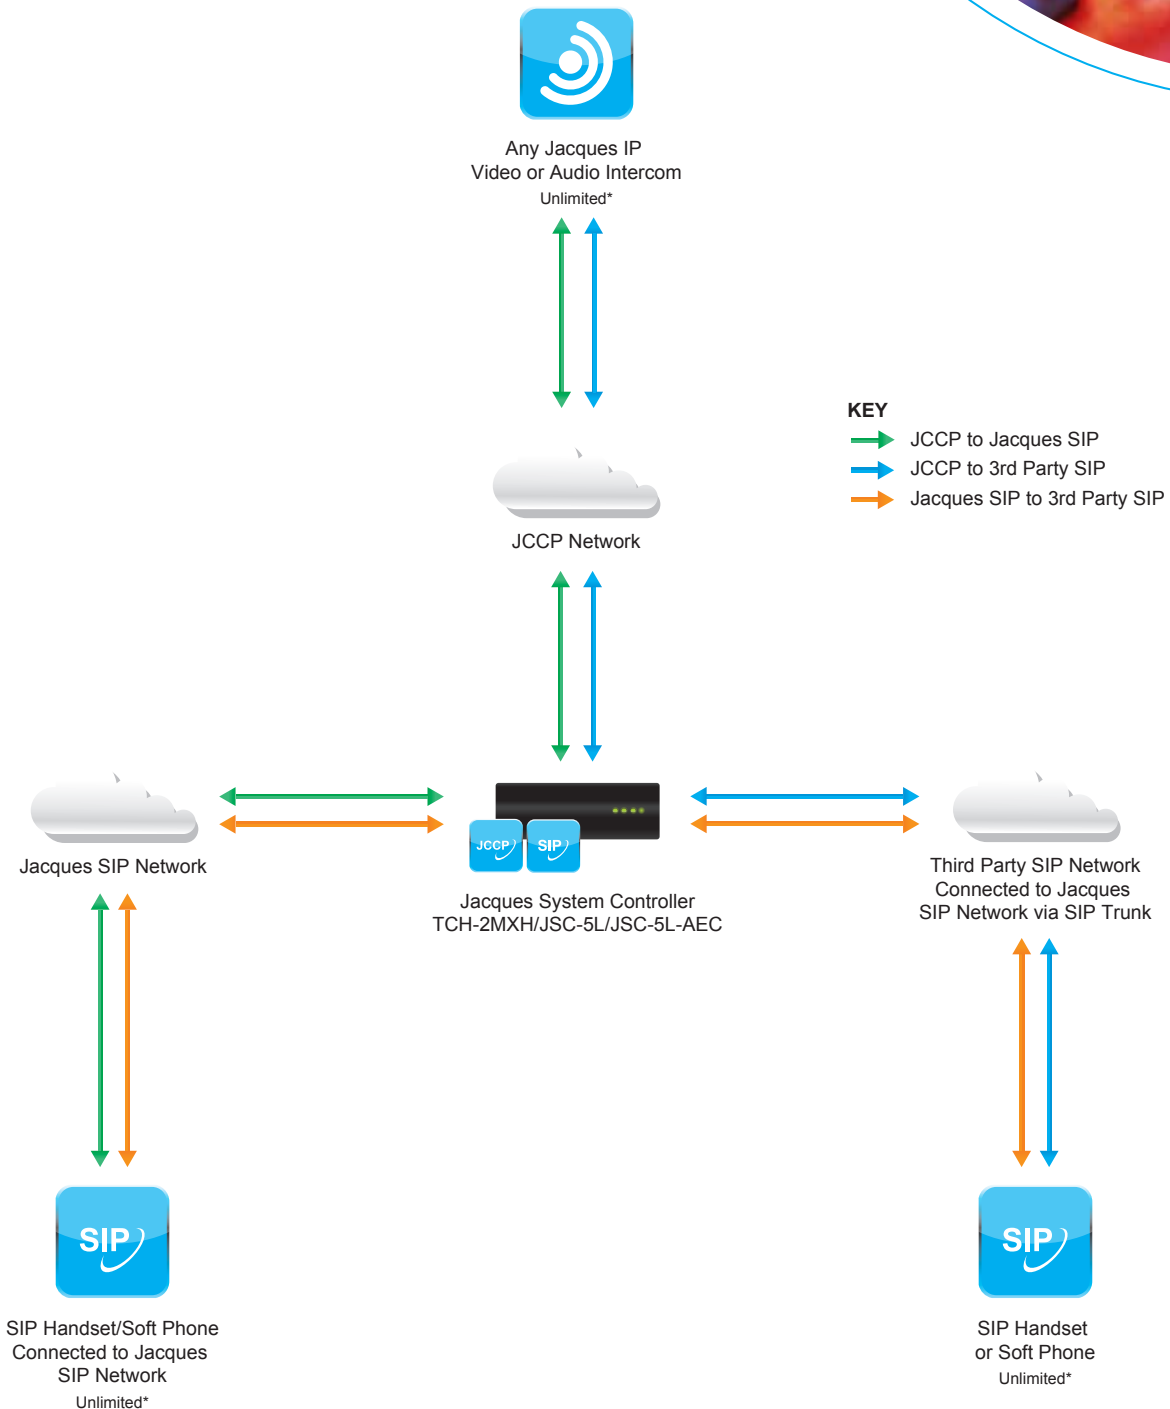 Any Jacques IP
Video or Audio Intercom
Unlimited*
KEY
JCCP to Jacques SIP
JCCP to 3rd Party SIP
Jacques SIP to 3rd Party SIP
JCCP Network
JCCP
SIP
Jacques SIP Network
Jacques System Controller
TCH-2MXH/JSC-5L/JSC-5L-AEC
Third Party SIP Network
Connected to Jacques
SIP Network via SIP Trunk
SIP
SIP Handset/Soft Phone
Connected to Jacques
SIP Network
Unlimited*
SIP
SIP Handset
or Soft Phone
Unlimited*